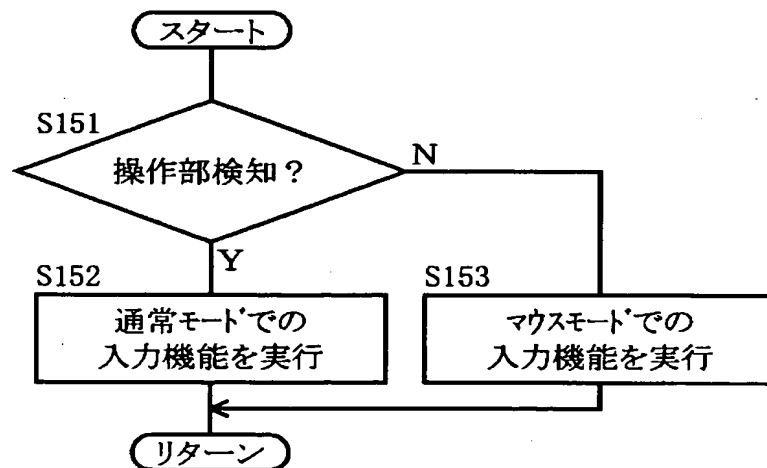 スタート
S151
操作部検知？
N
Y
S152
通常モードでの
入力機能を実行
S153
マウスモードでの
入力機能を実行
リターン